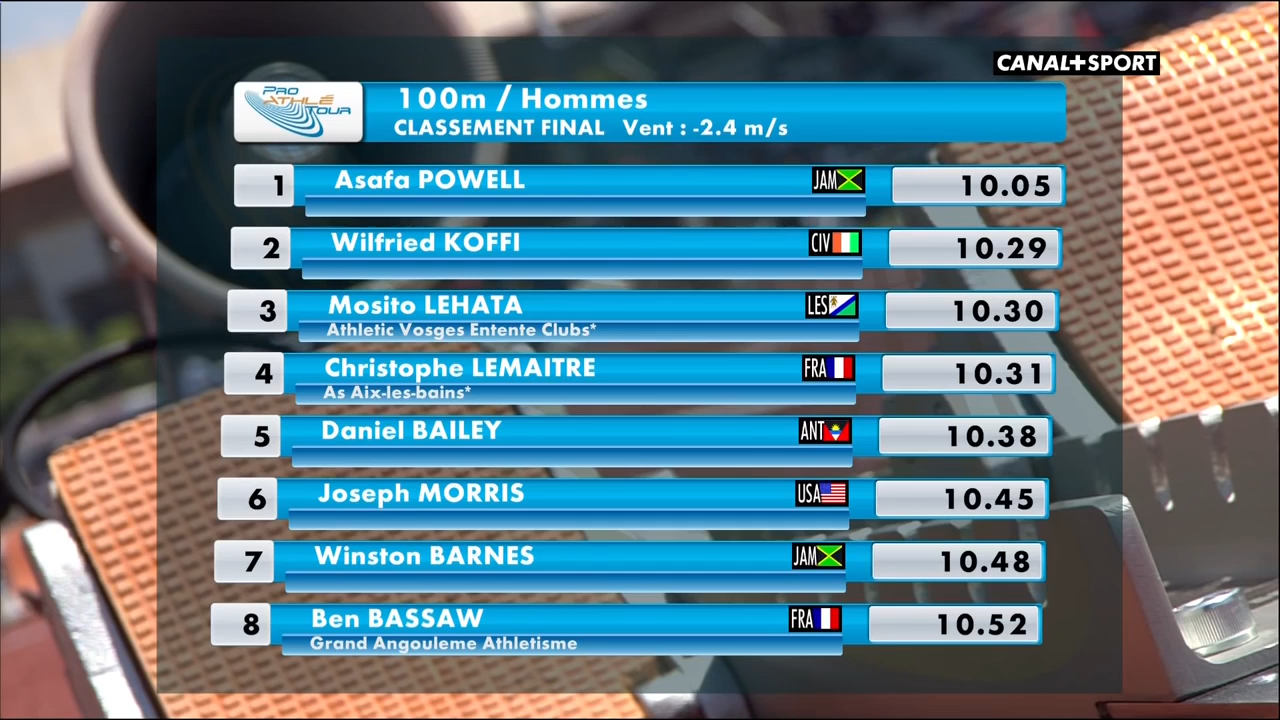 CANAL+SPORT
PRO ATHLÉ TOUR
100m / Hommes
CLASSEMENT FINAL Vent : -2.4 m/s
1 Asafa POWELL JAM 10.05
2 Wilfried KOFFI CIV 10.29
3 Mosito LEHATA LES 10.30
Athletic Vosges Entente Clubs*
4 Christophe LEMAITRE FRA 10.31
As Aix-les-bains*
5 Daniel BAILEY ANT 10.38
6 Joseph MORRIS USA 10.45
7 Winston BARNES JAM 10.48
8 Ben BASSAW FRA 10.52
Grand Angouleme Athletisme